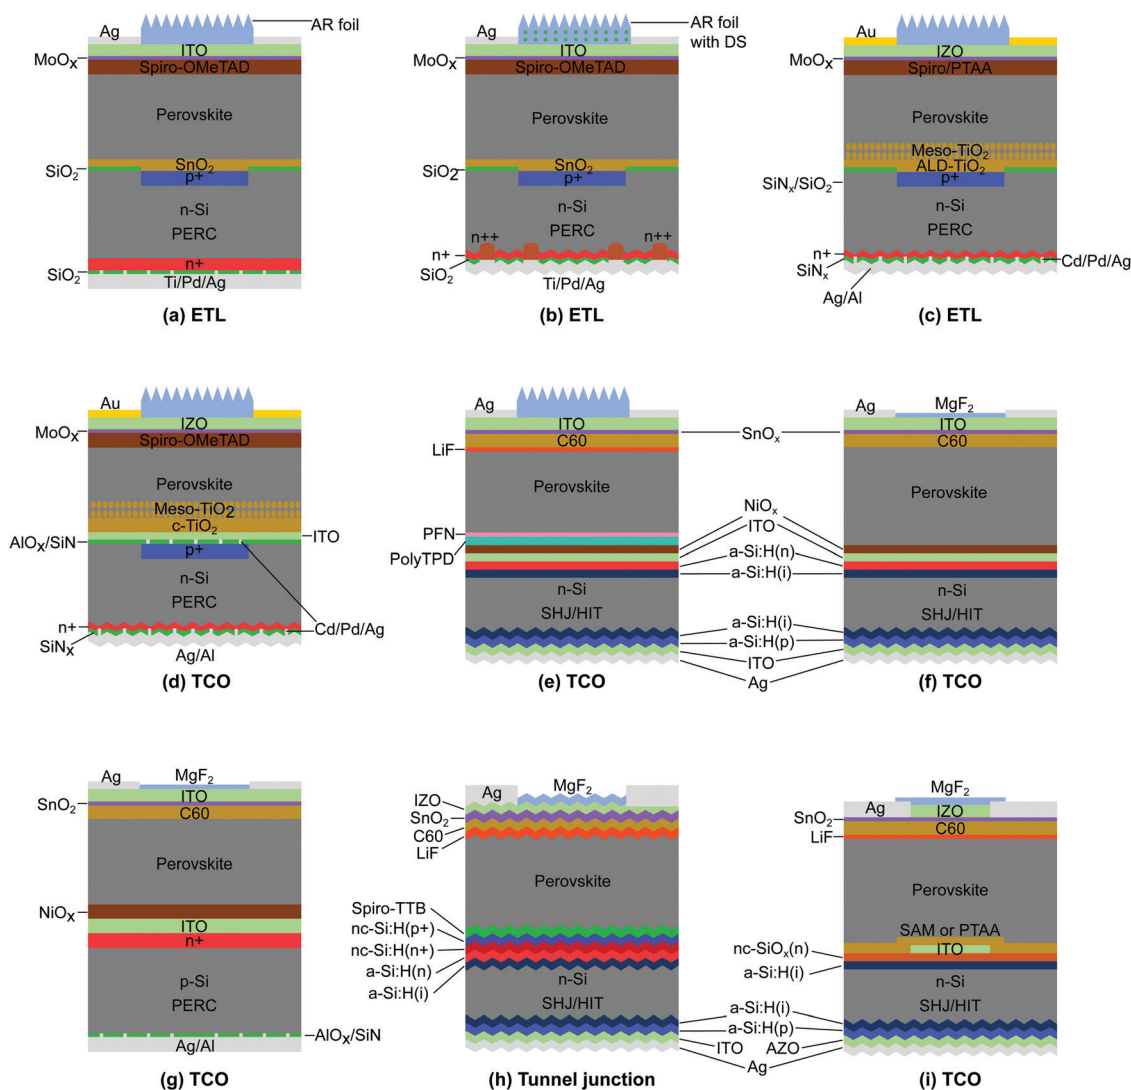 Ag
AR foil
ITO
MoOx
Spiro-OMeTAD
Perovskite
SnO2
SiO2
p+
n-Si
PERC
n+
SiO2
Ti/Pd/Ag
(a) ETL
Ag
AR foil
with DS
ITO
MoOx
Spiro-OMeTAD
Perovskite
SnO2
SiO2
p+
n-Si
PERC
n++
n++
n+
SiO2
Ti/Pd/Ag
(b) ETL
Au
IZO
MoOx
Spiro/PTAA
Perovskite
Meso-TiO2
ALD-TiO2
SiNx/SiO2
p+
n-Si
PERC
n+
SiNx
Cd/Pd/Ag
Ag/Al
(c) ETL
Au
IZO
MoOx
Spiro-OMeTAD
Perovskite
Meso-TiO2
c-TiO2
AlOx/SiN
ITO
p+
n-Si
PERC
n+
SiNx
Cd/Pd/Ag
Ag/Al
(d) TCO
Ag
ITO
SnOx
C60
LiF
Perovskite
PFN
PolyTPD
NiOx
ITO
a-Si:H(n)
a-Si:H(i)
n-Si
SHJ/HIT
a-Si:H(i)
a-Si:H(p)
ITO
Ag
(e) TCO
Ag
MgF2
ITO
C60
Perovskite
n-Si
SHJ/HIT
(f) TCO
Ag
MgF2
ITO
SnO2
C60
Perovskite
NiOx
ITO
n+
p-Si
PERC
AlOx/SiN
Ag/Al
(g) TCO
Ag
MgF2
IZO
SnO2
C60
LiF
Perovskite
Spiro-TTB
nc-Si:H(p+)
nc-Si:H(n+)
a-Si:H(n)
a-Si:H(i)
n-Si
SHJ/HIT
a-Si:H(i)
a-Si:H(p)
ITO
AZO
Ag
(h) Tunnel junction
MgF2
Ag
IZO
SnO2
C60
LiF
Perovskite
SAM or PTAA
nc-SiOx(n)
ITO
a-Si:H(i)
n-Si
SHJ/HIT
(i) TCO